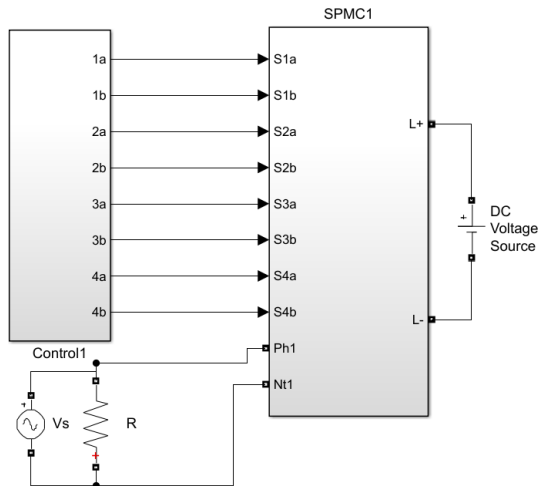 SPMC1
1a
S1a
1b
S1b
2a
S2a
L+
2b
S2b
3a
S3a
DC
Voltage
Source
3b
S3b
4a
S4a
4b
S4b
L-
Control1
Ph1
Nt1
Vs
R